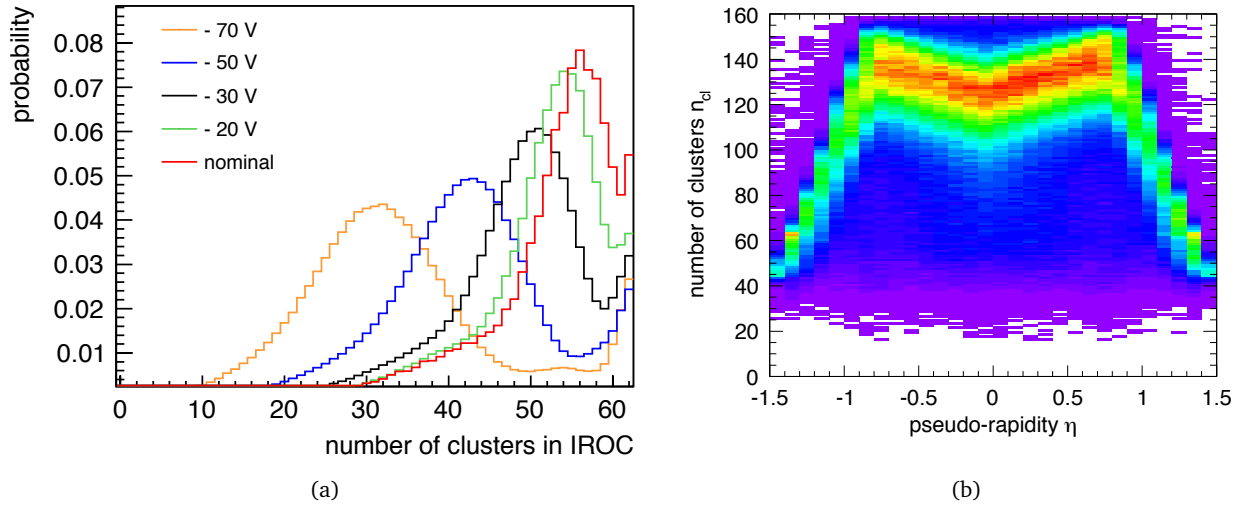 probability
0.08
0.07
0.06
0.05
0.04
0.03
0.02
0.01
- 70 V
- 50 V
- 30 V
- 20 V
nominal
0 10 20 30 40 50 60
number of clusters in IROC
(a)
number of clusters n_cl
160
140
120
100
80
60
40
20
0
-1.5 -1 -0.5 0 0.5 1 1.5
pseudo-rapidity η
(b)